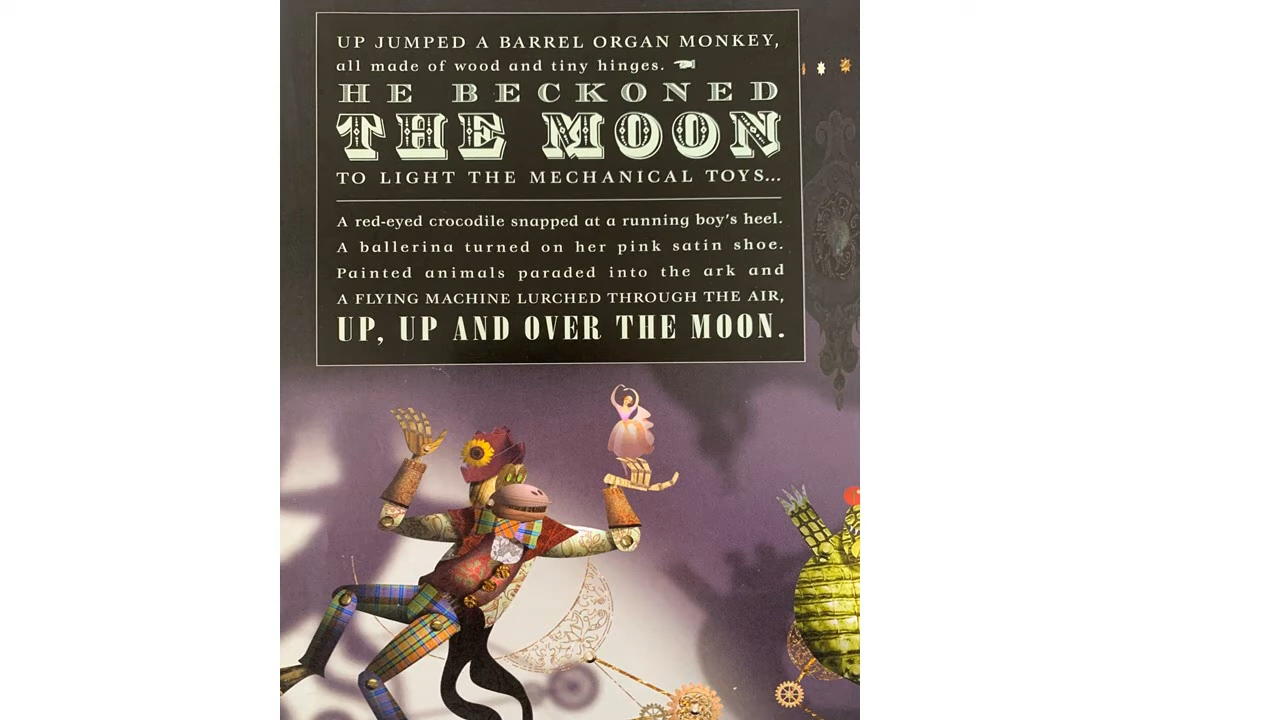 UP JUMPED A BARREL ORGAN MONKEY,
all made of wood and tiny hinges.
HE BECKONED
THE MOON
TO LIGHT THE MECHANICAL TOYS...
A red-eyed crocodile snapped at a running boy's heel.
A ballerina turned on her pink satin shoe.
Painted animals paraded into the ark and
A FLYING MACHINE LURCHED THROUGH THE AIR,
UP, UP AND OVER THE MOON.